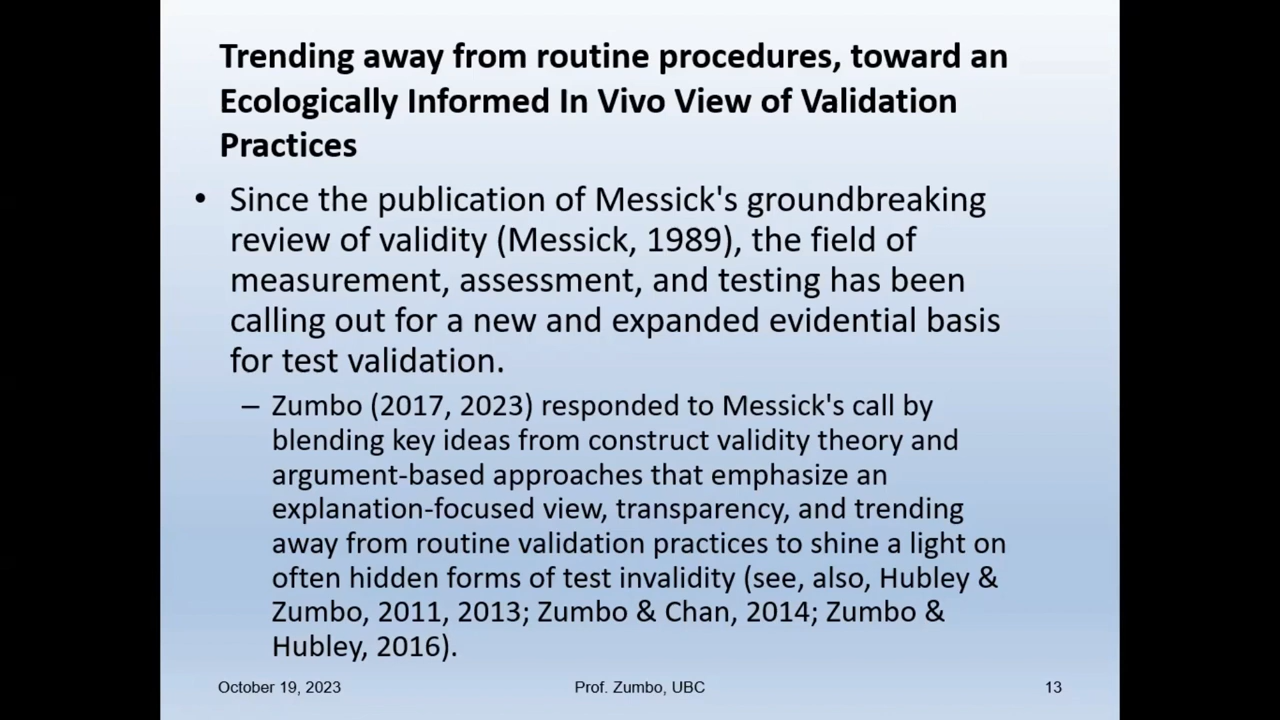 Trending away from routine procedures, toward an
Ecologically Informed In Vivo View of Validation
Practices
• Since the publication of Messick's groundbreaking
review of validity (Messick, 1989), the field of
measurement, assessment, and testing has been
calling out for a new and expanded evidential basis
for test validation.
– Zumbo (2017, 2023) responded to Messick's call by
blending key ideas from construct validity theory and
argument-based approaches that emphasize an
explanation-focused view, transparency, and trending
away from routine validation practices to shine a light on
often hidden forms of test invalidity (see, also, Hubley &
Zumbo, 2011, 2013; Zumbo & Chan, 2014; Zumbo &
Hubley, 2016).
October 19, 2023 Prof. Zumbo, UBC 13